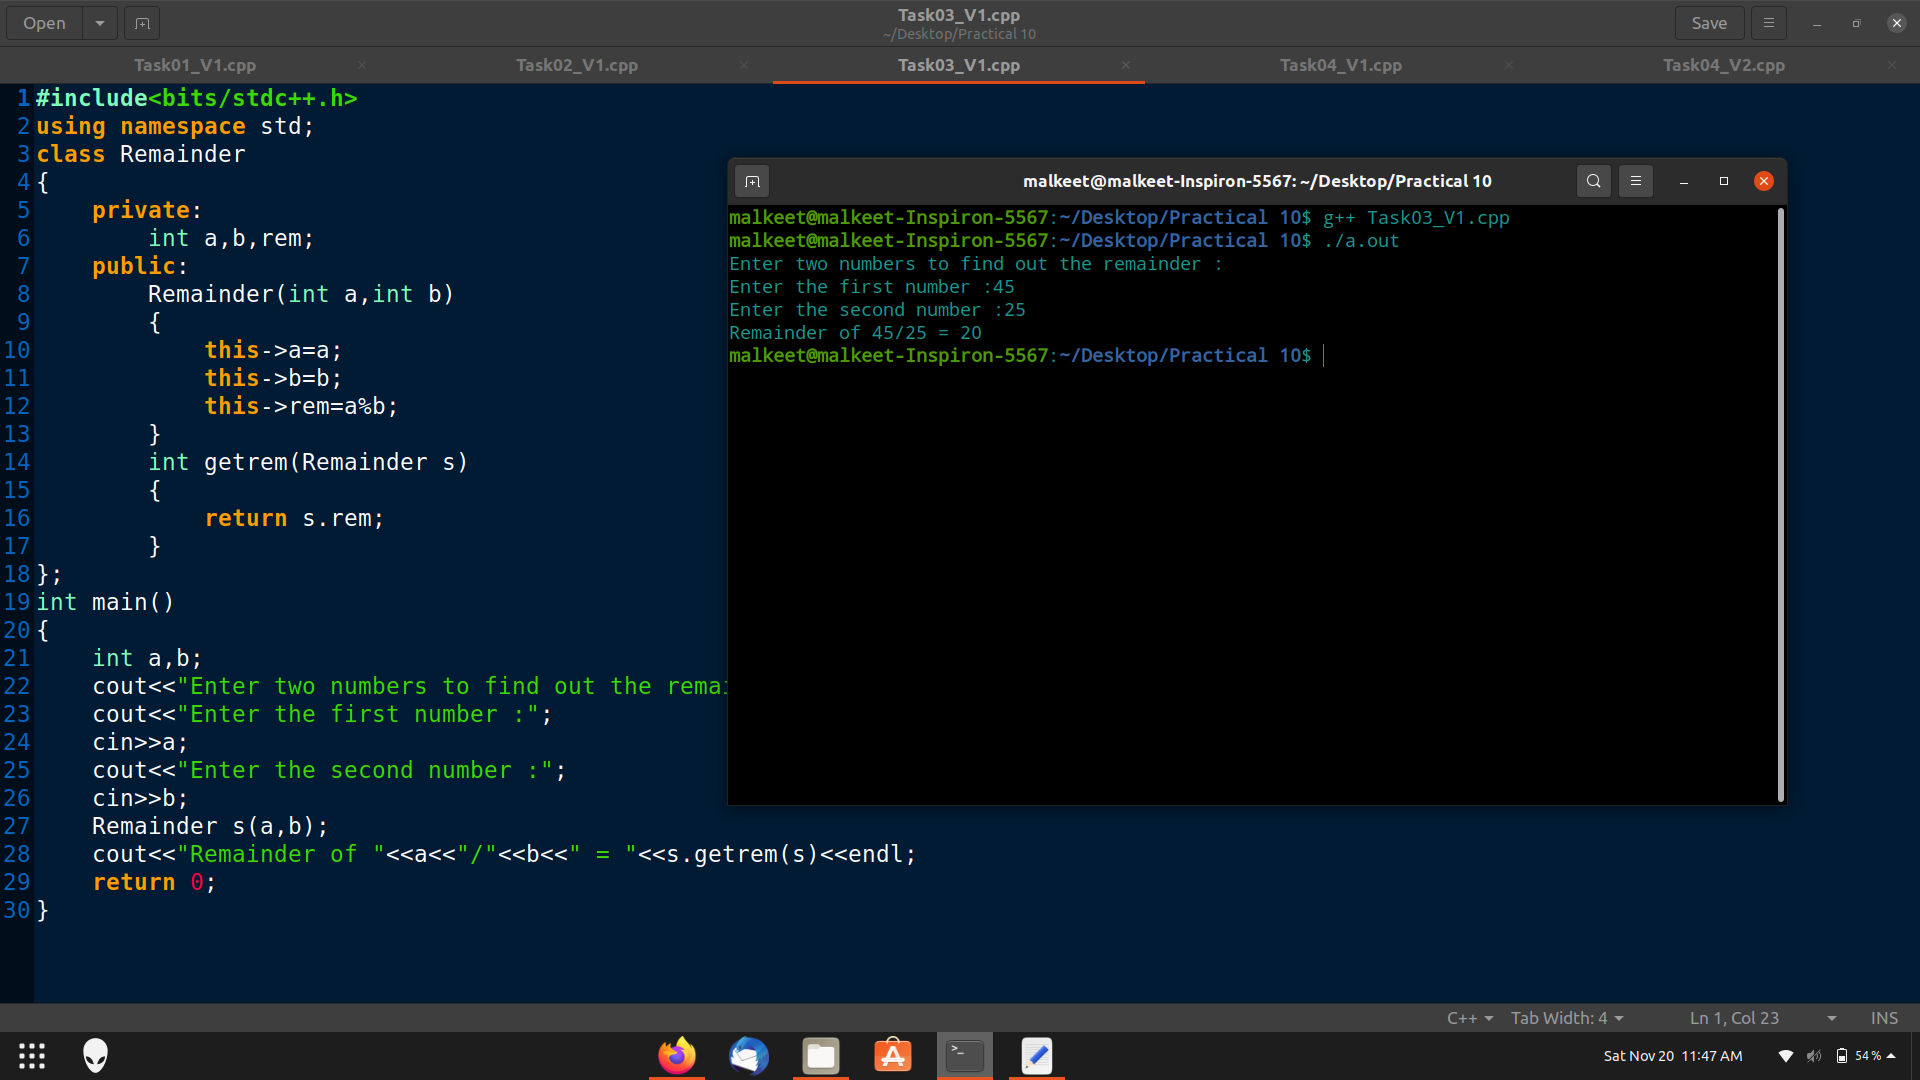 Open
Task03_V1.cpp
~/Desktop/Practical 10
Save
Task01_V1.cpp
Task02_V1.cpp
Task03_V1.cpp
Task04_V1.cpp
Task04_V2.cpp
1 #include<bits/stdc++.h>
2 using namespace std;
3 class Remainder
4 {
5     private:
6         int a,b,rem;
7     public:
8         Remainder(int a,int b)
9         {
10             this->a=a;
11             this->b=b;
12             this->rem=a%b;
13         }
14         int getrem(Remainder s)
15         {
16             return s.rem;
17         }
18 };
19 int main()
20 {
21     int a,b;
22     cout<<"Enter two numbers to find out the remai
23     cout<<"Enter the first number :";
24     cin>>a;
25     cout<<"Enter the second number :";
26     cin>>b;
27     Remainder s(a,b);
28     cout<<"Remainder of "<<a<<"/"<<b<<" = "<<s.getrem(s)<<endl;
29     return 0;
30 }
malkeet@malkeet-Inspiron-5567: ~/Desktop/Practical 10
malkeet@malkeet-Inspiron-5567:~/Desktop/Practical 10$ g++ Task03_V1.cpp
malkeet@malkeet-Inspiron-5567:~/Desktop/Practical 10$ ./a.out
Enter two numbers to find out the remainder :
Enter the first number :45
Enter the second number :25
Remainder of 45/25 = 20
malkeet@malkeet-Inspiron-5567:~/Desktop/Practical 10$
C++ Tab Width: 4 Ln 1, Col 23 INS
Sat Nov 20 11:47 AM 54%